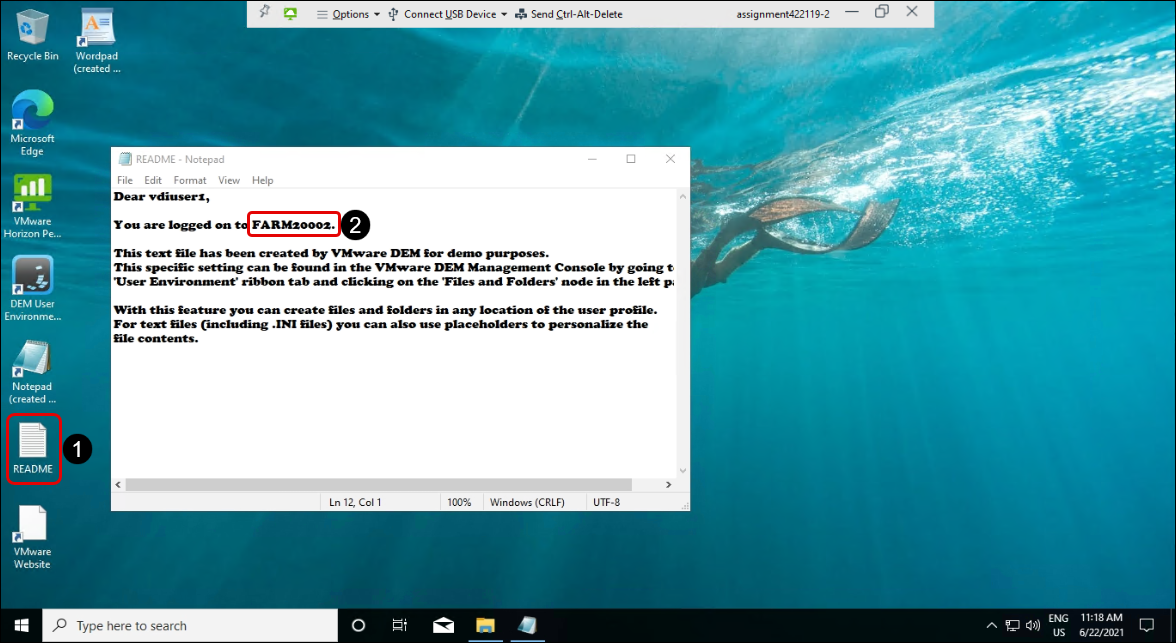 Options
Connect USB Device
Send Ctrl-Alt-Delete
assignment422119-2
Recycle Bin
Wordpad
(created ...
Microsoft
Edge
VMware
Horizon Pe...
DEM User
Environme...
Notepad
(created ...
README
1
VMware
Website
README - Notepad
File Edit Format View Help
Dear vdiuser1,
You are logged on to FARM20002.
2
This text file has been created by VMware DEM for demo purposes.
This specific setting can be found in the VMware DEM Management Console by going t
'User Environment' ribbon tab and clicking on the 'Files and Folders' node in the left p
With this feature you can create files and folders in any location of the user profile.
For text files (including .INI files) you can also use placeholders to personalize the
file contents.
Ln 12, Col 1
100%
Windows (CRLF)
UTF-8
Type here to search
ENG
US
11:18 AM
6/22/2021